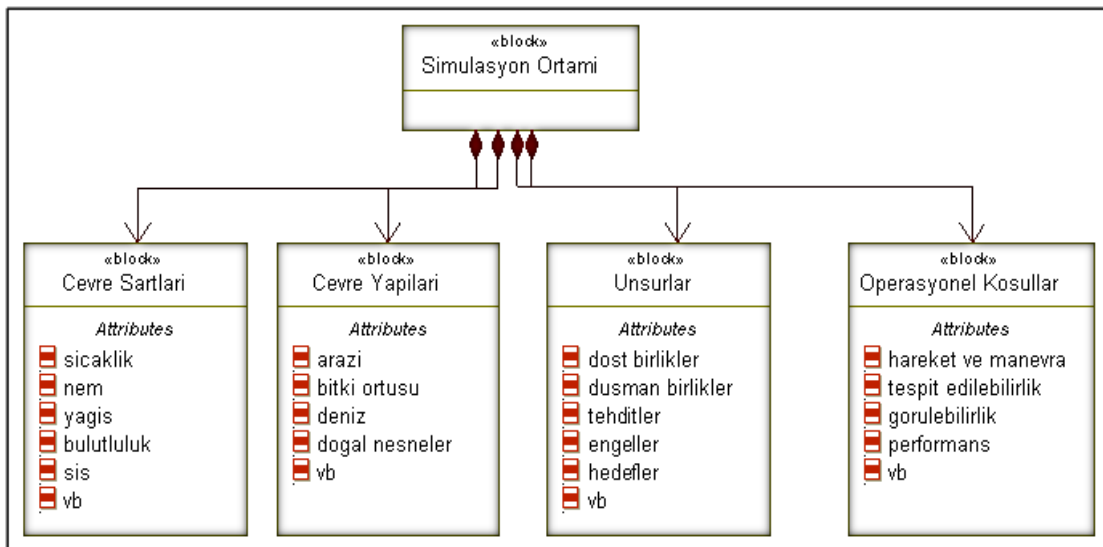 «block»
Simulasyon Ortami
«block»
Cevre Sartlari
Attributes
sicaklik
nem
yagis
bulutluluk
sis
vb
«block»
Cevre Yapilari
Attributes
arazi
bitki ortusu
deniz
dogal nesneler
vb
«block»
Unsurlar
Attributes
dost birlikler
dusman birlikler
tehditler
engeller
hedefler
vb
«block»
Operasyonel Kosullar
Attributes
hareket ve manevra
tespit edilebilirlik
gorulebilirlik
performans
vb